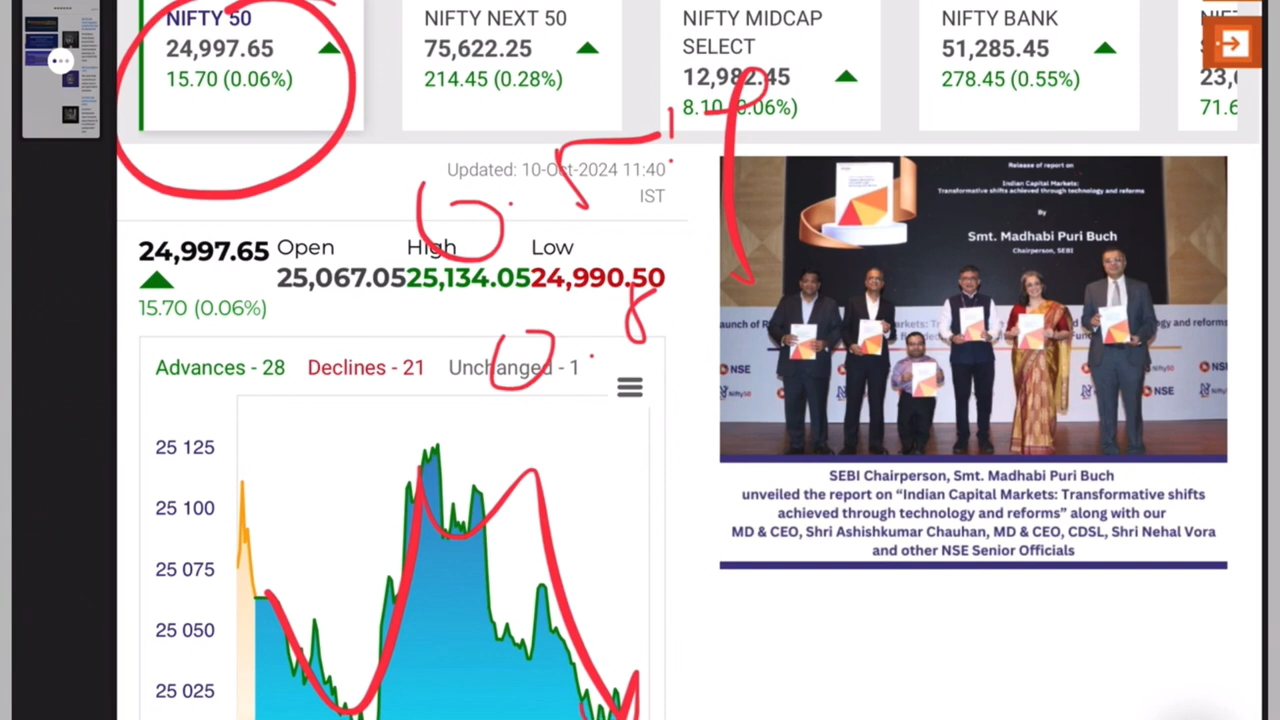 NIFTY 50
24,997.65
15.70 (0.06%)
NIFTY NEXT 50
75,622.25
214.45 (0.28%)
NIFTY MIDCAP
SELECT
12,982.45
8.10 (0.06%)
NIFTY BANK
51,285.45
278.45 (0.55%)
Updated: 10-Oct-2024 11:40
IST
24,997.65
15.70 (0.06%)
Open
25,067.05
High
25,134.05
Low
24,990.50
Advances - 28
Declines - 21
Unchanged - 1
25 125
25 100
25 075
25 050
25 025
Release of report on
Indian Capital Markets:
Transformative shifts achieved through technology and reforms
By
Smt. Madhabi Puri Buch
Chairperson, SEBI
NSE
Nifty50
NSE
SEBI Chairperson, Smt. Madhabi Puri Buch
unveiled the report on “Indian Capital Markets: Transformative shifts
achieved through technology and reforms” along with our
MD & CEO, Shri Ashishkumar Chauhan, MD & CEO, CDSL, Shri Nehal Vora
and other NSE Senior Officials